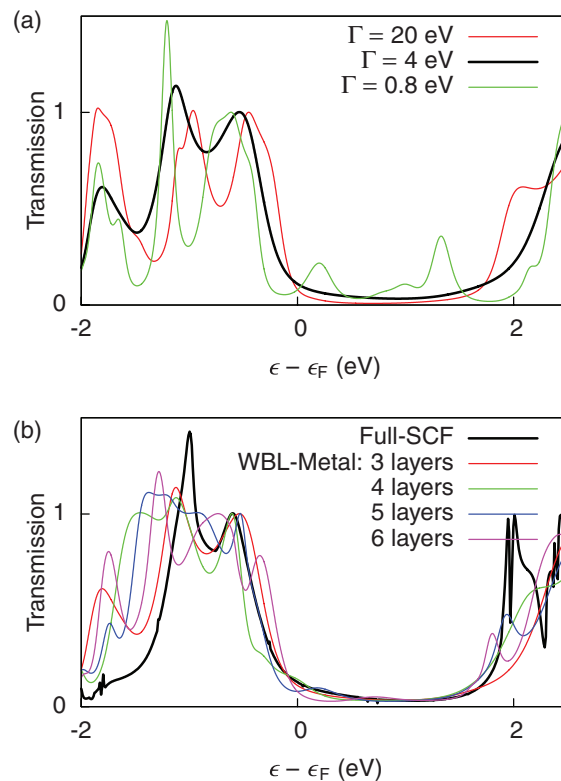 (a)
Γ = 20 eV
Γ = 4 eV
Γ = 0.8 eV
Transmission
1
0
-2
0
2
ϵ − ϵF (eV)
(b)
Full-SCF
WBL-Metal: 3 layers
4 layers
5 layers
6 layers
Transmission
1
0
-2
0
2
ϵ − ϵF (eV)